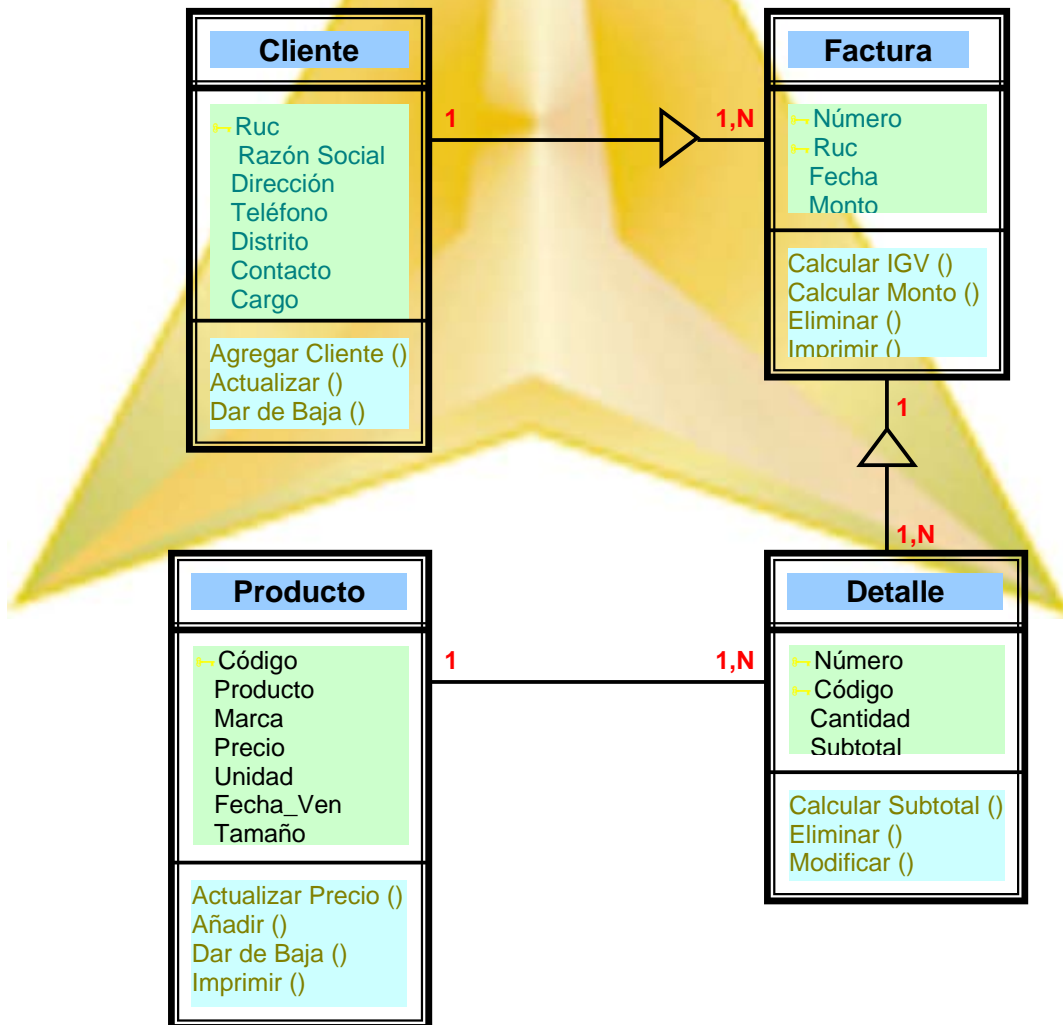 Cliente
Ruc
Razón Social
Dirección
Teléfono
Distrito
Contacto
Cargo
Agregar Cliente ()
Actualizar ()
Dar de Baja ()
1
1,N
Factura
Número
Ruc
Fecha
Monto
Calcular IGV ()
Calcular Monto ()
Eliminar ()
Imprimir ()
1
1,N
Producto
Código
Producto
Marca
Precio
Unidad
Fecha_Ven
Tamaño
Actualizar Precio ()
Añadir ()
Dar de Baja ()
Imprimir ()
1
1,N
Detalle
Número
Código
Cantidad
Subtotal
Calcular Subtotal ()
Eliminar ()
Modificar ()